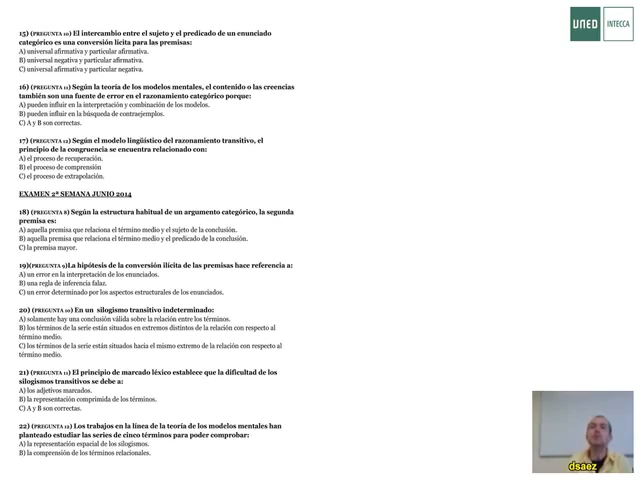 UNED
INTECCA
15) (PREGUNTA 10) El intercambio entre el sujeto y el predicado de un enunciado
categórico es una conversión lícita para las premisas:
A) universal afirmativa y particular afirmativa.
B) universal negativa y particular afirmativa.
C) universal afirmativa y particular negativa.
16) (PREGUNTA 11) Según la teoría de los modelos mentales, el contenido o las creencias
también son una fuente de error en el razonamiento categórico porque:
A) pueden influir en la interpretación y combinación de los modelos.
B) pueden influir en la búsqueda de contraejemplos.
C) A y B son correctas.
17) (PREGUNTA 12) Según el modelo lingüístico del razonamiento transitivo, el
principio de la congruencia se encuentra relacionado con:
A) el proceso de recuperación.
B) el proceso de comprensión
C) el proceso de extrapolación.
EXAMEN 2ª SEMANA JUNIO 2014
18) (PREGUNTA 8) Según la estructura habitual de un argumento categórico, la segunda
premisa es:
A) aquella premisa que relaciona el término medio y el sujeto de la conclusión.
B) aquella premisa que relaciona el término medio y el predicado de la conclusión.
C) la premisa mayor.
19)(PREGUNTA 9)La hipótesis de la conversión ilícita de las premisas hace referencia a:
A) un error en la interpretación de los enunciados.
B) una regla de inferencia falaz.
C) un error determinado por los aspectos estructurales de los enunciados.
20) (PREGUNTA 10) En un silogismo transitivo indeterminado:
A) solamente hay una conclusión válida sobre la relación entre los términos.
B) los términos de la serie están situados en extremos distintos de la relación con respecto al
término medio.
C) los términos de la serie están situados hacia el mismo extremo de la relación con respecto al
término medio.
21) (PREGUNTA 11) El principio de marcado léxico establece que la dificultad de los
silogismos transitivos se debe a:
A) los adjetivos marcados.
B) la representación comprimida de los términos.
C) A y B son correctas.
22) (PREGUNTA 12) Los trabajos en la línea de la teoría de los modelos mentales han
planteado estudiar las series de cinco términos para poder comprobar:
A) la representación espacial de los silogismos.
B) la comprensión de los términos relacionales.
dsaez